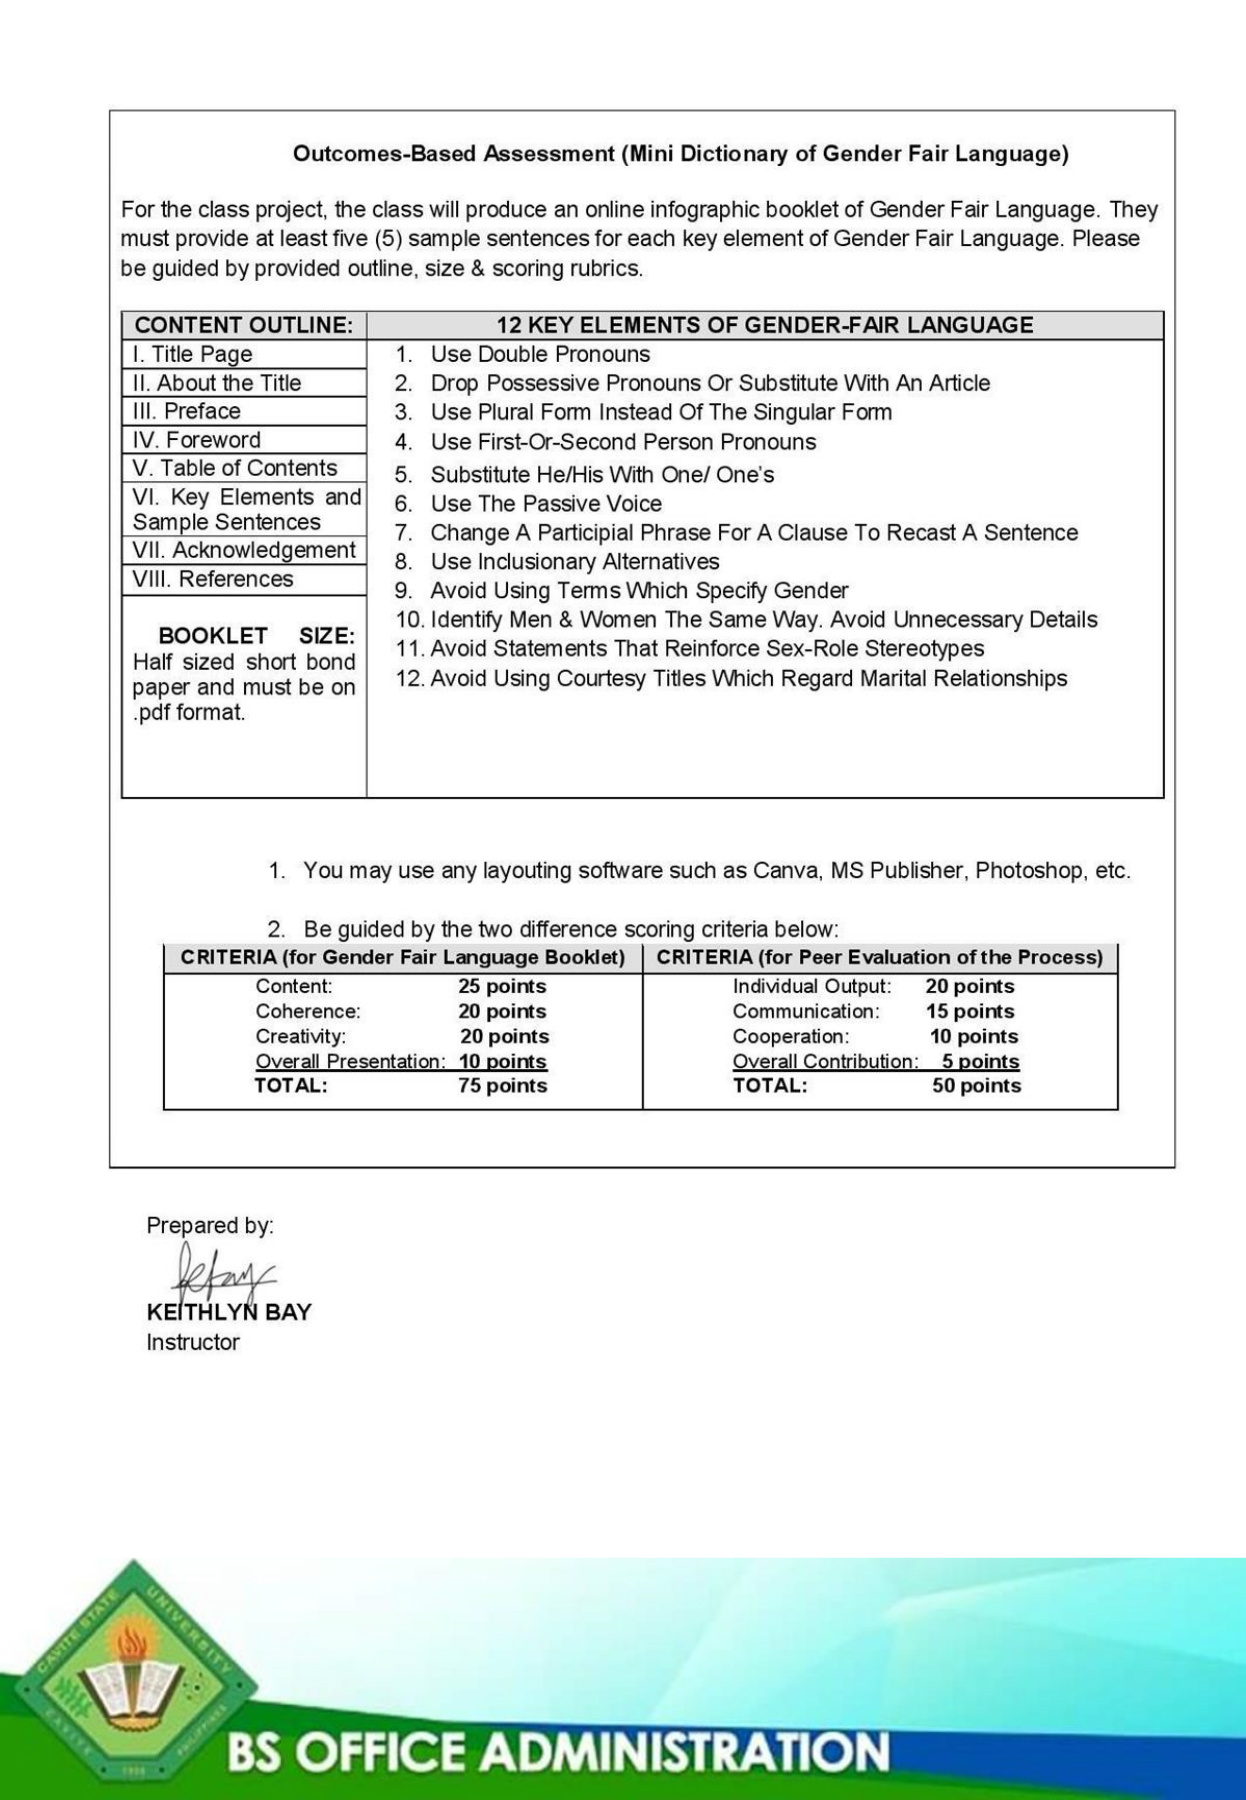 Outcomes-Based Assessment (Mini Dictionary of Gender Fair Language)
For the class project, the class will produce an online infographic booklet of Gender Fair Language. They
must provide at least five (5) sample sentences for each key element of Gender Fair Language. Please
be guided by provided outline, size & scoring rubrics.
CONTENT OUTLINE:
I. Title Page
II. About the Title
III. Preface
IV. Foreword
V. Table of Contents
VI. Key Elements and
Sample Sentences
VII. Acknowledgement
VIII. References
BOOKLET SIZE:
Half sized short bond
paper and must be on
.pdf format.
12 KEY ELEMENTS OF GENDER-FAIR LANGUAGE
1. Use Double Pronouns
2. Drop Possessive Pronouns Or Substitute With An Article
3. Use Plural Form Instead Of The Singular Form
4. Use First-Or-Second Person Pronouns
5. Substitute He/His With One/ One's
6. Use The Passive Voice
7. Change A Participial Phrase For A Clause To Recast A Sentence
8. Use Inclusionary Alternatives
9. Avoid Using Terms Which Specify Gender
10. Identify Men & Women The Same Way. Avoid Unnecessary Details
11. Avoid Statements That Reinforce Sex-Role Stereotypes
12. Avoid Using Courtesy Titles Which Regard Marital Relationships
1. You may use any layouting software such as Canva, MS Publisher, Photoshop, etc.
2. Be guided by the two difference scoring criteria below:
CRITERIA (for Gender Fair Language Booklet)
Content: 25 points
Coherence: 20 points
Creativity: 20 points
Overall Presentation: 10 points
TOTAL: 75 points
CRITERIA (for Peer Evaluation of the Process)
Individual Output: 20 points
Communication: 15 points
Cooperation: 10 points
Overall Contribution: 5 points
TOTAL: 50 points
Prepared by:
KEITHLYN BAY
Instructor
CAVITE STATE UNIVERSITY
CAVITE PHILIPPINES
1906
BS OFFICE ADMINISTRATION